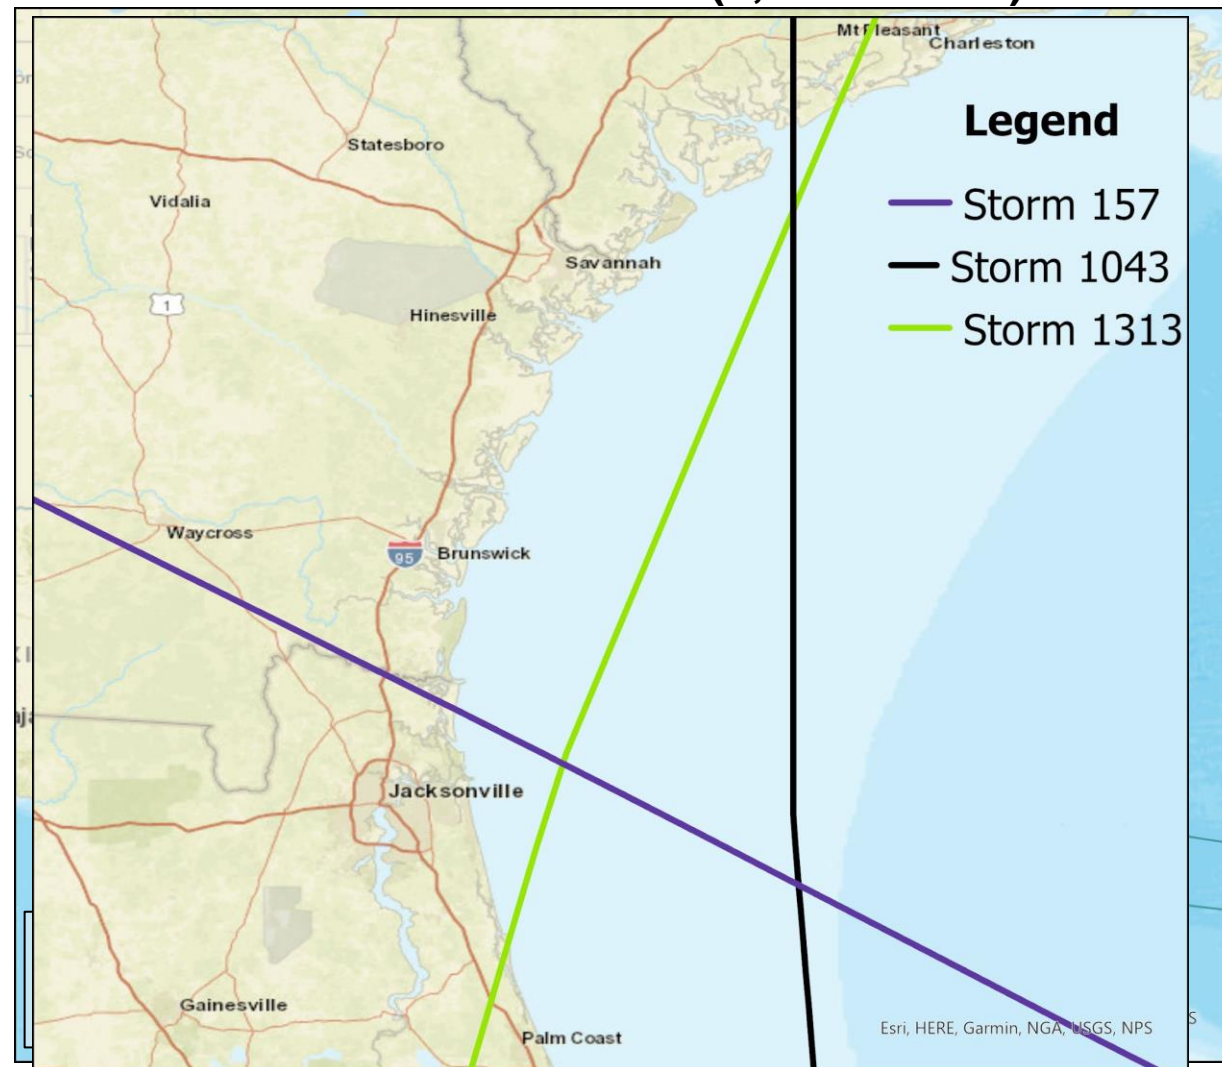 Mt Pleasant
Charleston
Legend
Statesboro
Vidalia
Storm 157
Savannah
Storm 1043
1
Hinesville
Storm 1313
Waycross
95
Brunswick
Jacksonville
Gainesville
Esri, HERE, Garmin, NGA, USGS, NPS
S
Palm Coast